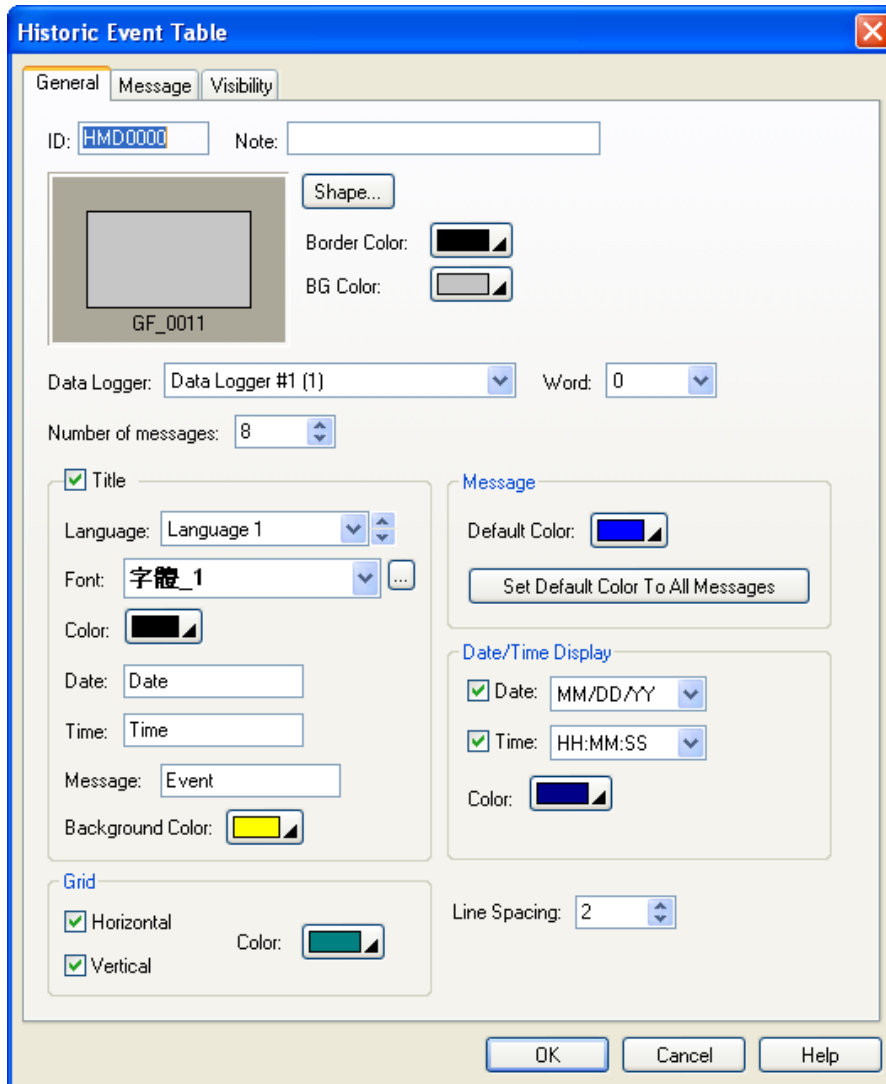 Historic Event Table
General Message Visibility
ID: HMD0000 Note:
Shape...
Border Color:
BG Color:
GF_0011
Data Logger: Data Logger #1 (1) Word: 0
Number of messages: 8
Title
Language: Language 1
Font: 字體_1 ...
Color:
Date: Date
Time: Time
Message: Event
Background Color:
Message
Default Color:
Set Default Color To All Messages
Date/Time Display
Date: MM/DD/YY
Time: HH:MM:SS
Color:
Grid
Horizontal
Vertical
Color:
Line Spacing: 2
OK Cancel Help